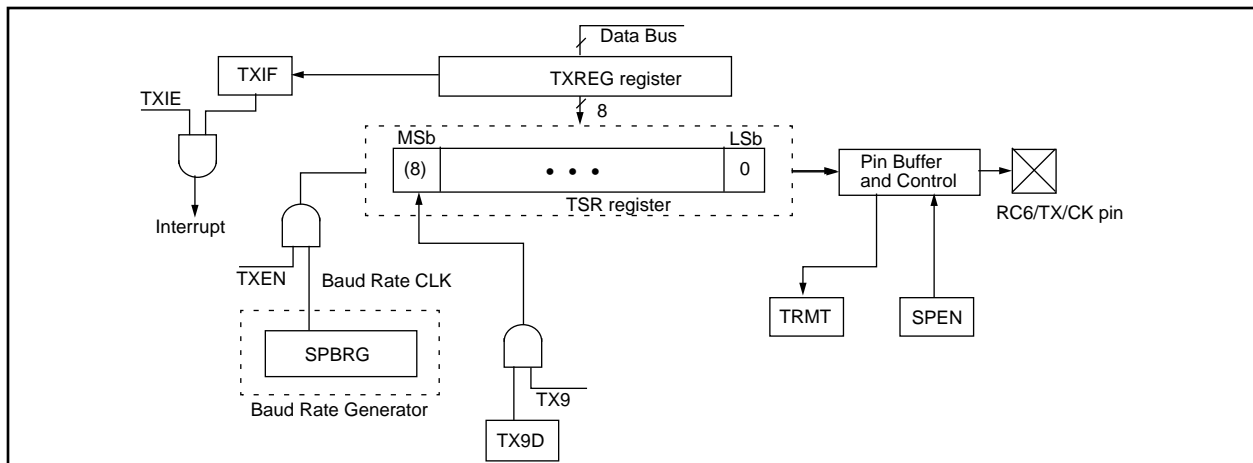 Data Bus
TXIF
TXREG register
TXIE
8
MSb
LSb
(8)
• • •
0
Pin Buffer
and Control
TSR register
Interrupt
RC6/TX/CK pin
TXEN
Baud Rate CLK
TRMT
SPEN
SPBRG
TX9
Baud Rate Generator
TX9D